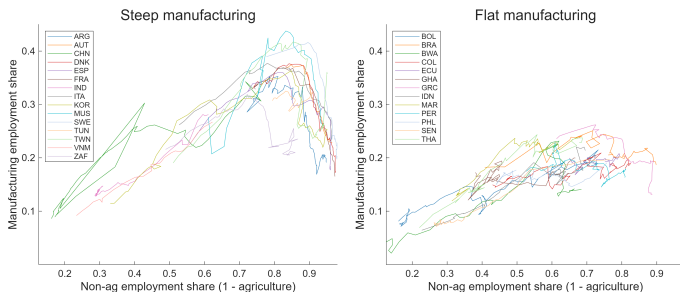 Steep manufacturing
Manufacturing employment share
0.4
0.3
0.2
0.1
ARG
AUT
CHN
DNK
ESP
FRA
IND
ITA
KOR
MUS
SWE
TUN
TWN
VNM
ZAF
0.2 0.3 0.4 0.5 0.6 0.7 0.8 0.9
Non-ag employment share (1 - agriculture)
Flat manufacturing
Manufacturing employment share
0.4
0.3
0.2
0.1
BOL
BRA
BWA
COL
ECU
GHA
GRC
IDN
MAR
PER
PHL
SEN
THA
0.2 0.3 0.4 0.5 0.6 0.7 0.8 0.9
Non-ag employment share (1 - agriculture)